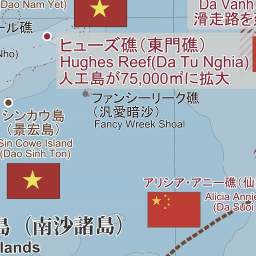 Dao Nam Yet)
ール礁
Da Vanh
滑走路を
ヒューズ礁（東門礁）
Hughes Reef(Da Tu Nghia)
人工島が75,000㎡に拡大
シンカウ島
（景宏島）
Sin Cowe Island
(Dao Sinh Ton)
ファンシーリーク礁
（汎愛暗沙）
Fancy Wreek Shoal
アリシア・アニー礁（仙
Alicia Annie
(Da Suoi
島（南沙諸島）
Islands